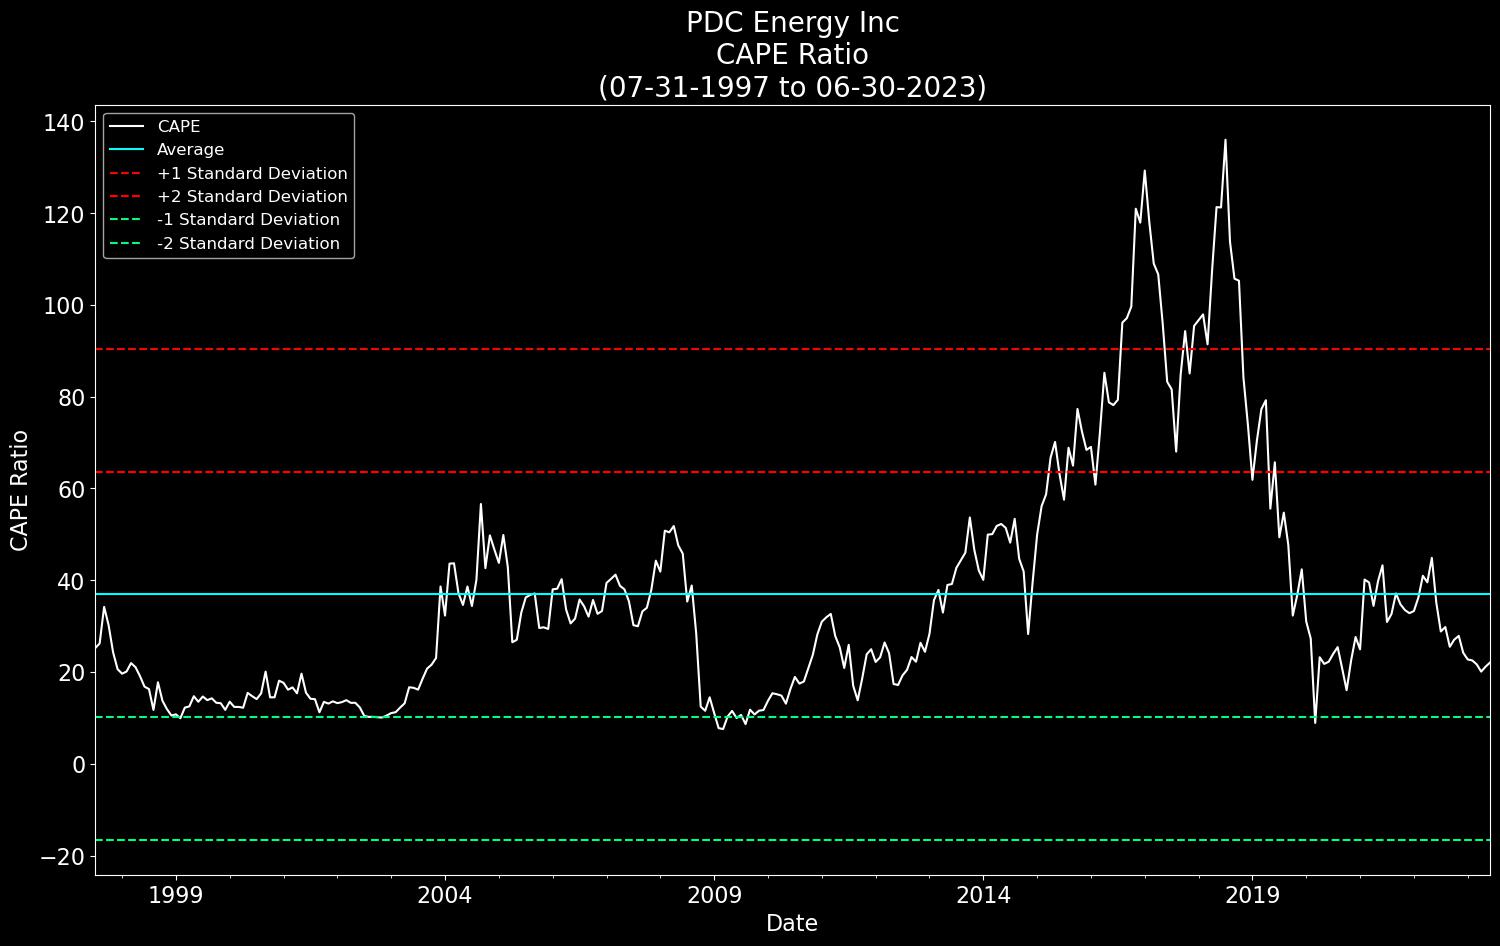 PDC Energy Inc
CAPE Ratio
(07-31-1997 to 06-30-2023)
CAPE
Average
+1 Standard Deviation
+2 Standard Deviation
-1 Standard Deviation
-2 Standard Deviation
140
120
100
80
60
40
20
0
−20
CAPE Ratio
1999
2004
2009
2014
2019
Date